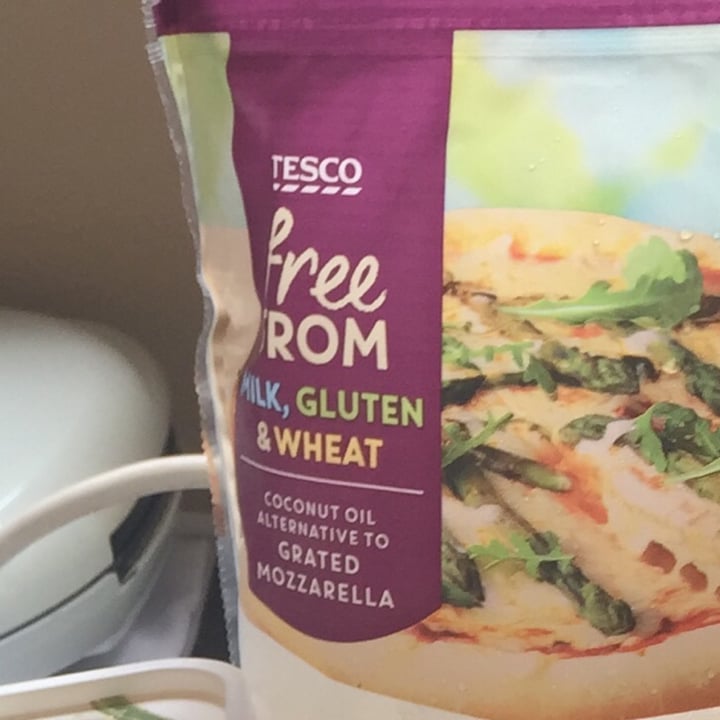 TESCO
free
FROM
MILK, GLUTEN
& WHEAT
COCONUT OIL
ALTERNATIVE TO
GRATED
MOZZARELLA